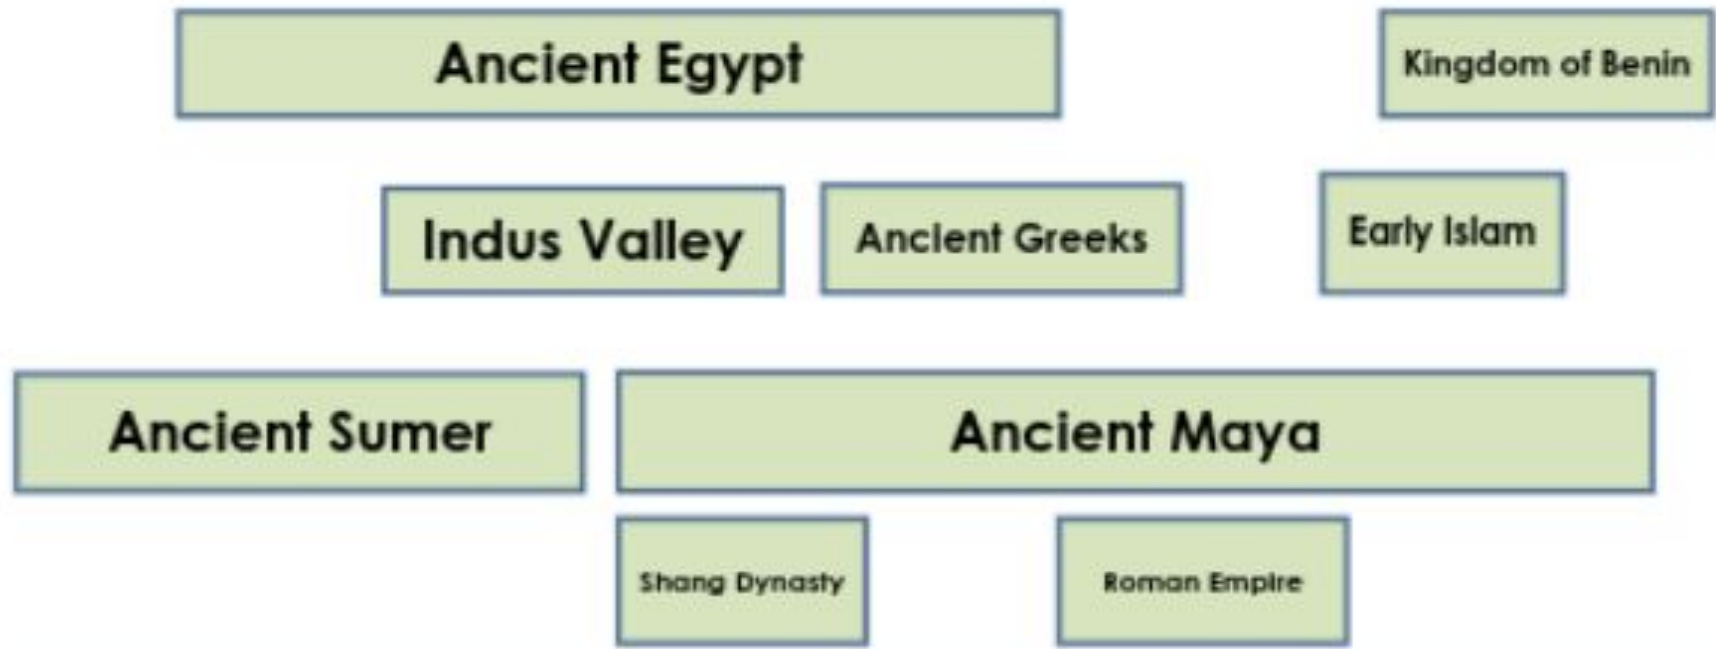 Ancient Egypt
Kingdom of Benin
Indus Valley
Ancient Greeks
Early Islam
Ancient Sumer
Ancient Maya
Shang Dynasty
Roman Empire